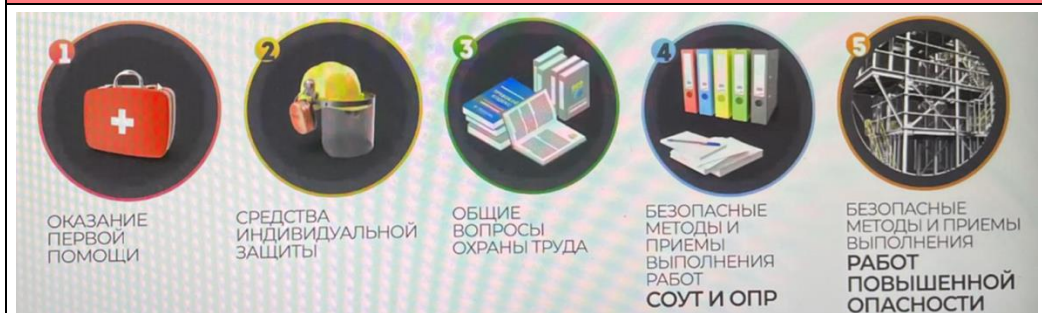 1
ОКАЗАНИЕ
ПЕРВОЙ
ПОМОЩИ
2
СРЕДСТВА
ИНДИВИДУАЛЬНОЙ
ЗАЩИТЫ
3
ОБЩИЕ
ВОПРОСЫ
ОХРАНЫ ТРУДА
4
БЕЗОПАСНЫЕ
МЕТОДЫ И
ПРИЕМЫ
ВЫПОЛНЕНИЯ
РАБОТ
СОУТ И ОПР
5
БЕЗОПАСНЫЕ
МЕТОДЫ И ПРИЕМЫ
ВЫПОЛНЕНИЯ
РАБОТ
ПОВЫШЕННОЙ
ОПАСНОСТИ